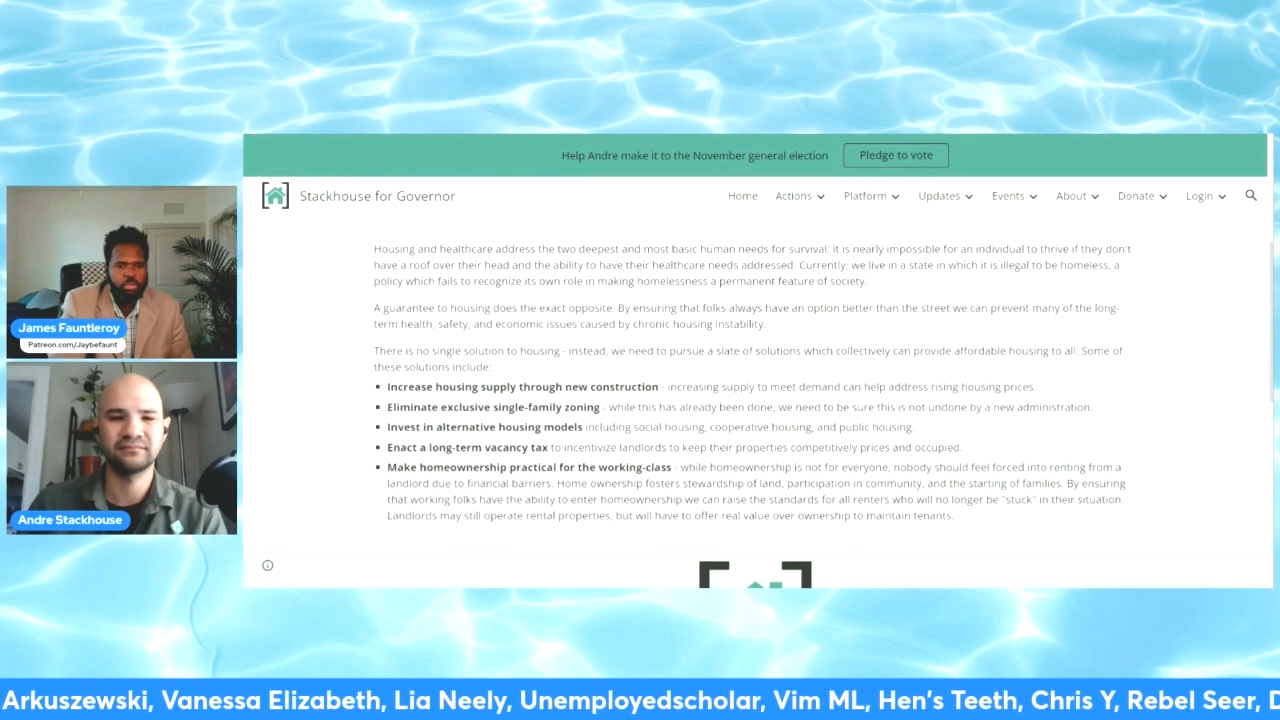 Help Andre make it to the November general election
Pledge to vote
Stackhouse for Governor
Home Actions Platform Updates Events About Donate Login
Housing and healthcare address the two deepest and most basic human needs for survival. It is nearly impossible for an individual to thrive if they don't
have a roof over their head and the ability to have their healthcare needs addressed. Currently, we live in a state in which it is illegal to be homeless, a
policy which fails to recognize its own role in making homelessness a permanent feature of society.
A guarantee to housing does the exact opposite. By ensuring that folks always have an option better than the street we can prevent many of the long-
term health, safety, and economic issues caused by chronic housing instability.
There is no single solution to housing - instead, we need to pursue a slate of solutions which collectively can provide affordable housing to all. Some of
these solutions include:
▪ Increase housing supply through new construction - increasing supply to meet demand can help address rising housing prices.
▪ Eliminate exclusive single-family zoning - while this has already been done, we need to be sure this is not undone by a new administration.
▪ Invest in alternative housing models including social housing, cooperative housing, and public housing.
▪ Enact a long-term vacancy tax to incentivize landlords to keep their properties competitively prices and occupied.
▪ Make homeownership practical for the working-class - while homeownership is not for everyone, nobody should feel forced into renting from a
landlord due to financial barriers. Home ownership fosters stewardship of land, participation in community, and the starting of families. By ensuring
that working folks have the ability to enter homeownership we can raise the standards for all renters who will no longer be "stuck" in their situation.
Landlords may still operate rental properties, but will have to offer real value over ownership to maintain tenants.
James Fauntleroy
Patreon.com/Jaybefaunt
Andre Stackhouse
Arkuszewski, Vanessa Elizabeth, Lia Neely, Unemployedscholar, Vim ML, Hen's Teeth, Chris Y, Rebel Seer, D